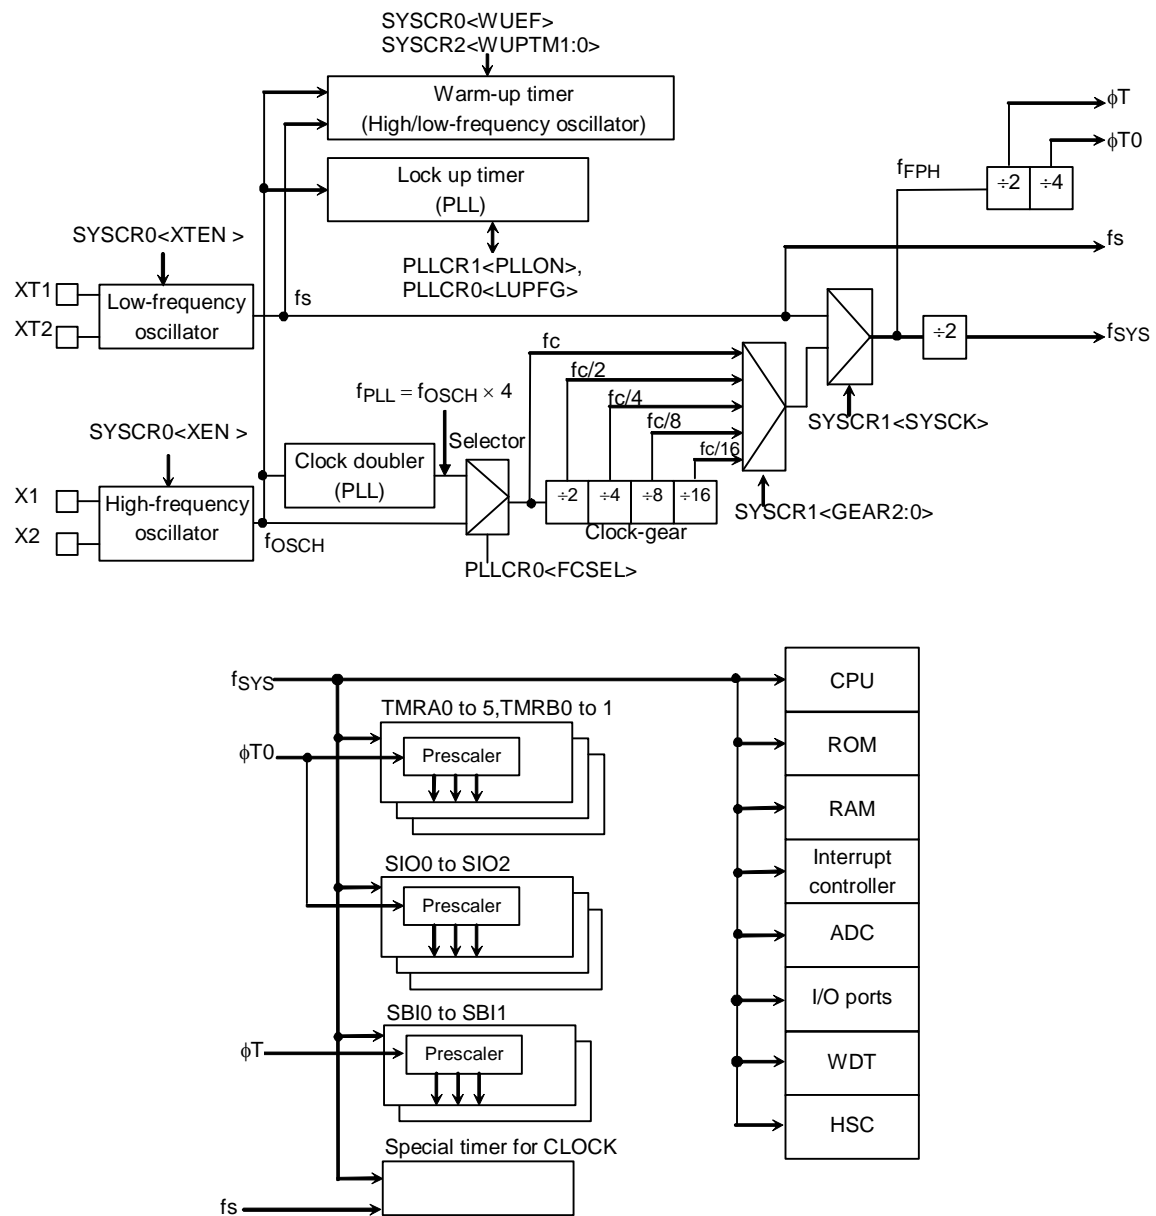 SYSCR0<WUEF>
SYSCR2<WUPTM1:0>
Warm-up timer
(High/low-frequency oscillator)
ϕT
ϕT0
fFPH
÷2
÷4
Lock up timer
(PLL)
SYSCR0<XTEN >
PLLCR1<PLLON>,
PLLCR0<LUPFG>
fs
XT1
XT2
Low-frequency
oscillator
fs
÷2
fSYS
fc
fc/2
fc/4
fc/8
fc/16
fPLL = fOSCH × 4
SYSCR1<SYSCK>
SYSCR0<XEN >
Selector
Clock doubler
(PLL)
X1
X2
High-frequency
oscillator
fOSCH
÷2
÷4
÷8
÷16
Clock-gear
SYSCR1<GEAR2:0>
PLLCR0<FCSEL>
fSYS
TMRA0 to 5,TMRB0 to 1
ϕT0
Prescaler
SIO0 to SIO2
Prescaler
SBI0 to SBI1
ϕT
Prescaler
Special timer for CLOCK
fs
CPU
ROM
RAM
Interrupt
controller
ADC
I/O ports
WDT
HSC